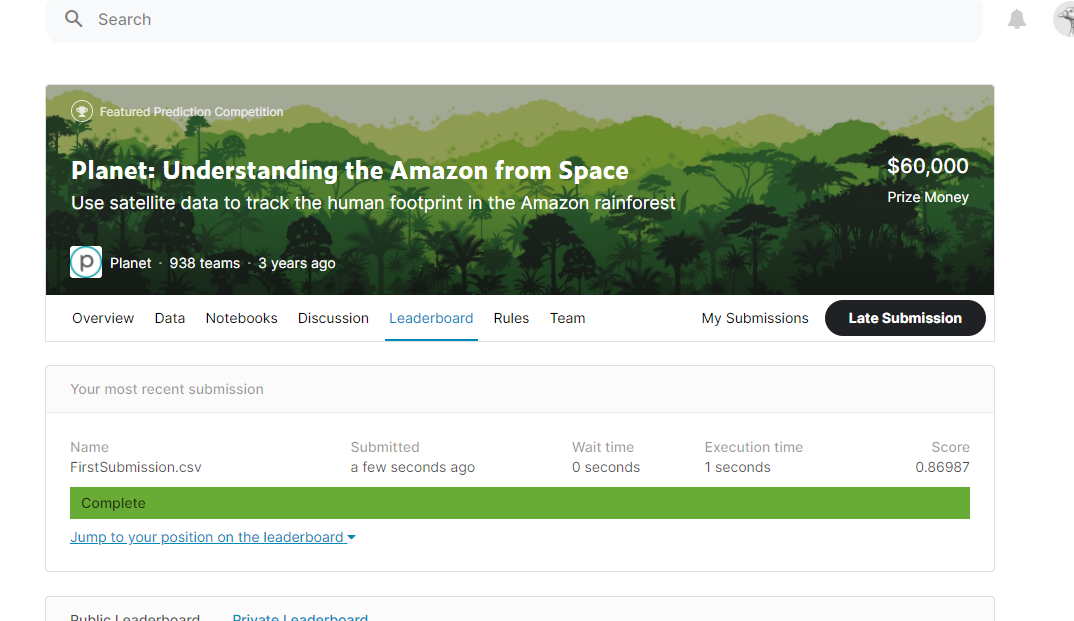 Search
Featured Prediction Competition
Planet: Understanding the Amazon from Space
Use satellite data to track the human footprint in the Amazon rainforest
$60,000
Prize Money
p Planet · 938 teams · 3 years ago
Overview Data Notebooks Discussion Leaderboard Rules Team My Submissions Late Submission
Your most recent submission
Name Submitted Wait time Execution time Score
FirstSubmission.csv a few seconds ago 0 seconds 1 seconds 0.86987
Complete
Jump to your position on the leaderboard
Public Leaderboard Private Leaderboard